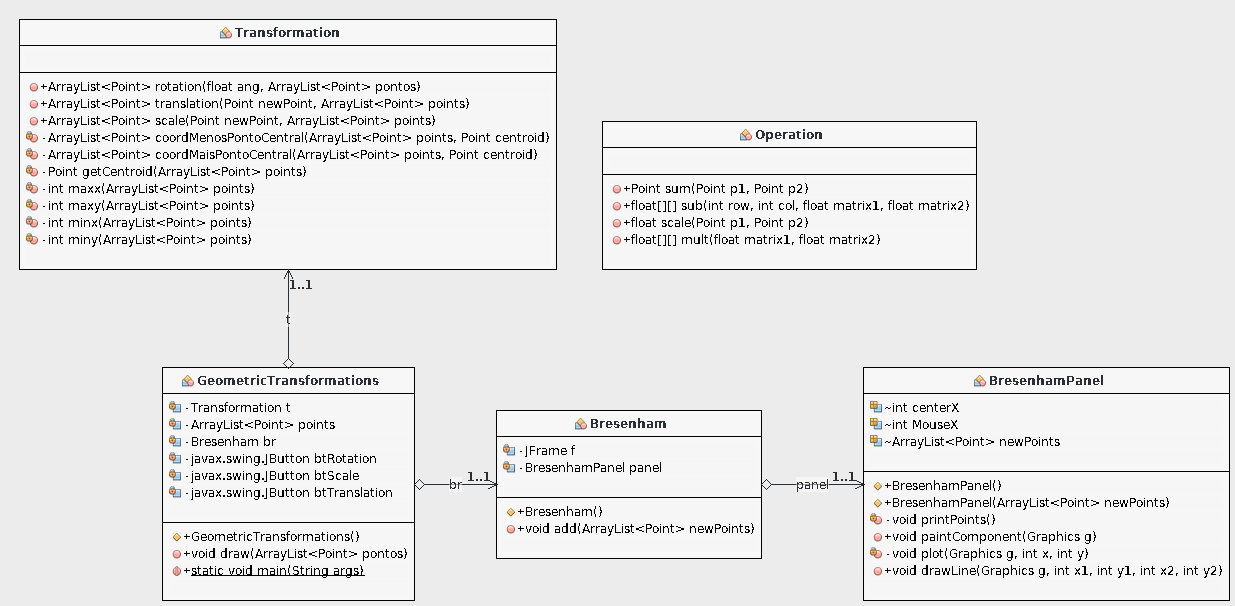 Transformation
+ArrayList<Point> rotation(float ang, ArrayList<Point> pontos)
+ArrayList<Point> translation(Point newPoint, ArrayList<Point> points)
+ArrayList<Point> scale(Point newPoint, ArrayList<Point> points)
-ArrayList<Point> coordMenosPontoCentral(ArrayList<Point> points, Point centroid)
-ArrayList<Point> coordMaisPontoCentral(ArrayList<Point> points, Point centroid)
-Point getCentroid(ArrayList<Point> points)
-int maxx(ArrayList<Point> points)
-int maxy(ArrayList<Point> points)
-int minx(ArrayList<Point> points)
-int miny(ArrayList<Point> points)
Operation
+Point sum(Point p1, Point p2)
+float[][] sub(int row, int col, float matrix1, float matrix2)
+float scale(Point p1, Point p2)
+float[][] mult(float matrix1, float matrix2)
1..1
t
GeometricTransformations
-Transformation t
-ArrayList<Point> points
-Bresenham br
-javax.swing.JButton btRotation
-javax.swing.JButton btScale
-javax.swing.JButton btTranslation
+GeometricTransformations()
+void draw(ArrayList<Point> pontos)
+static void main(String args)
br
1..1
Bresenham
-JFrame f
-BresenhamPanel panel
+Bresenham()
+void add(ArrayList<Point> newPoints)
panel
1..1
BresenhamPanel
~int centerX
~int MouseX
~ArrayList<Point> newPoints
+BresenhamPanel()
+BresenhamPanel(ArrayList<Point> newPoints)
-void printPoints()
+void paintComponent(Graphics g)
-void plot(Graphics g, int x, int y)
+void drawLine(Graphics g, int x1, int y1, int x2, int y2)